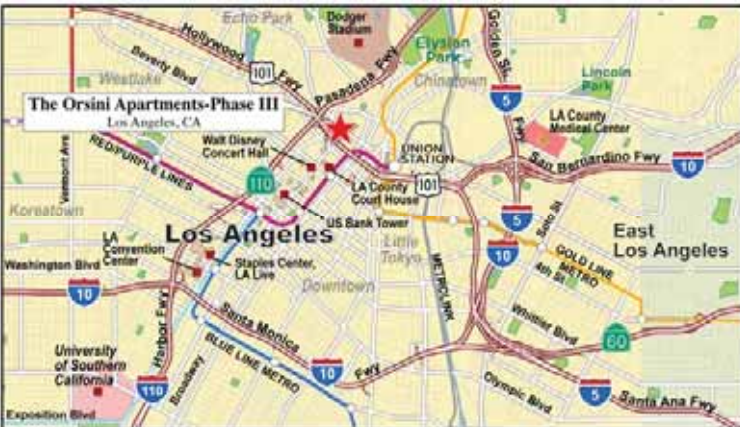 Echo Park
Dodger
Stadium
Hollywood
Fwy
Beverly Blvd
101
Pasadena Fwy
Elysian
Park
Golden St.
Fwy
Westlake
Chinatown
Lincoln
Park
5
The Orsini Apartments-Phase III
Los Angeles, CA
LA County
Medical Center
Vermont Ave
RED/PURPLE LINES
Walt Disney
Concert Hall
UNION
STATION
San Bernardino Fwy
10
110
LA County
Court House
101
Koreatown
US Bank Tower
5
Soto St
East
Los Angeles
Los Angeles
LA
Convention
Center
Little
Tokyo
10
GOLD LINE
METRO
4th St
Washington Blvd
10
Staples Center,
LA Live
Downtown
METROLINK
Harbor Fwy
Santa Monica
Fwy
Whittier Blvd
60
University
of Southern
California
BLUE LINE METRO
10
110
Broadway
Olympic Blvd
5
Santa Ana Fwy
Exposition Blvd